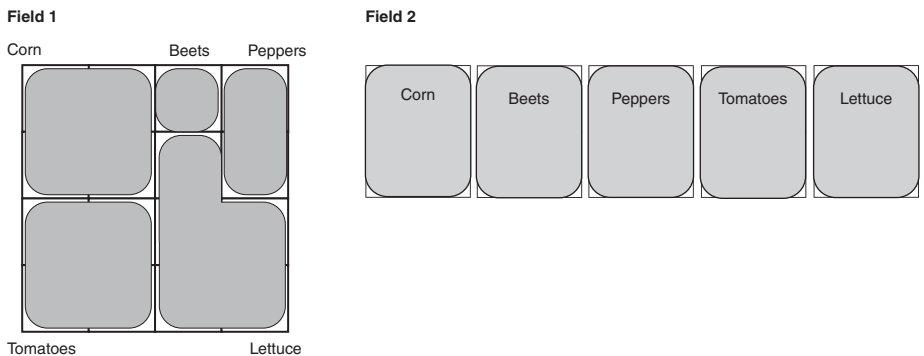 Field 1
Corn Beets Peppers
Tomatoes Lettuce
Field 2
Corn Beets Peppers Tomatoes Lettuce